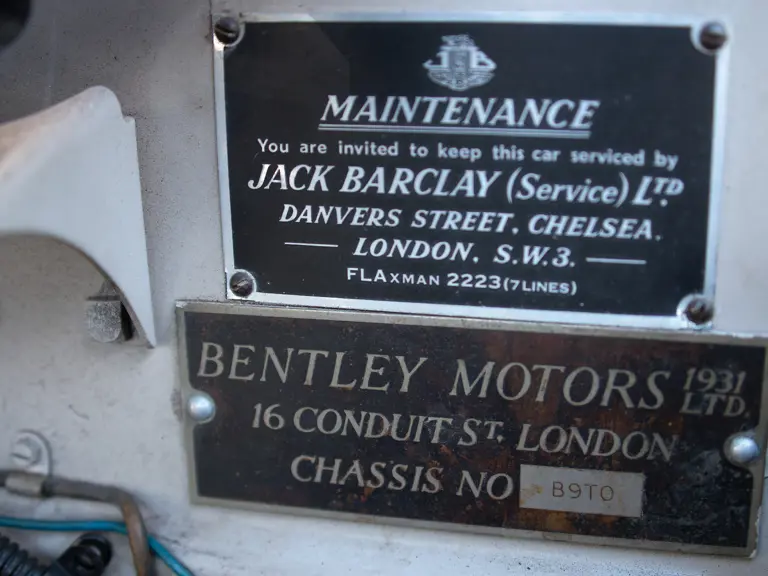 MAINTENANCE
You are invited to keep this car serviced by
JACK BARCLAY (Service) LTD.
DANVERS STREET, CHELSEA.
LONDON, S.W.3.
FLAXMAN 2223 (7 LINES)
BENTLEY MOTORS 1931 LTD.
16 CONDUIT ST. LONDON
CHASSIS NO B9TO